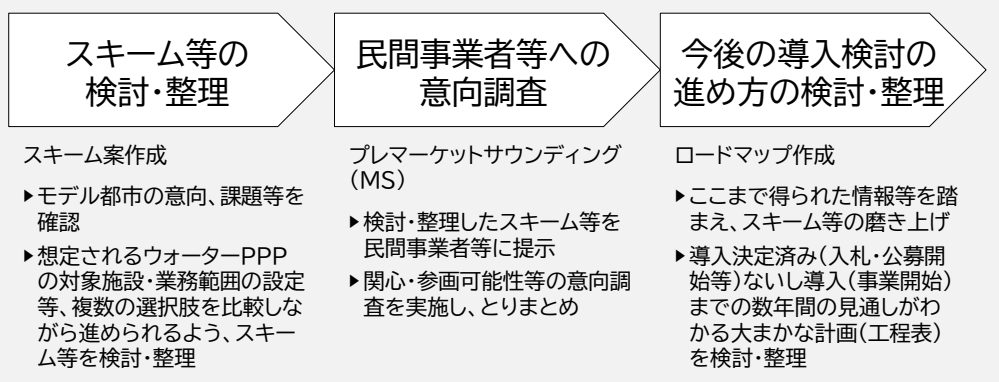 スキーム等の
検討・整理
民間事業者等への
意向調査
今後の導入検討の
進め方の検討・整理
スキーム案作成
▶モデル都市の意向、課題等を
確認
▶想定されるウォーターPPP
の対象施設・業務範囲の設定
等、複数の選択肢を比較しな
がら進められるよう、スキー
ム等を検討・整理
プレマーケットサウンディング
(MS)
▶検討・整理したスキーム等を
民間事業者等に提示
▶関心・参画可能性等の意向調
査を実施し、とりまとめ
ロードマップ作成
▶ここまで得られた情報等を踏
まえ、スキーム等の磨き上げ
▶導入決定済み(入札・公募開
始等)ないし導入(事業開始)
までの数年間の見通しがわ
かる大まかな計画(工程表)
を検討・整理